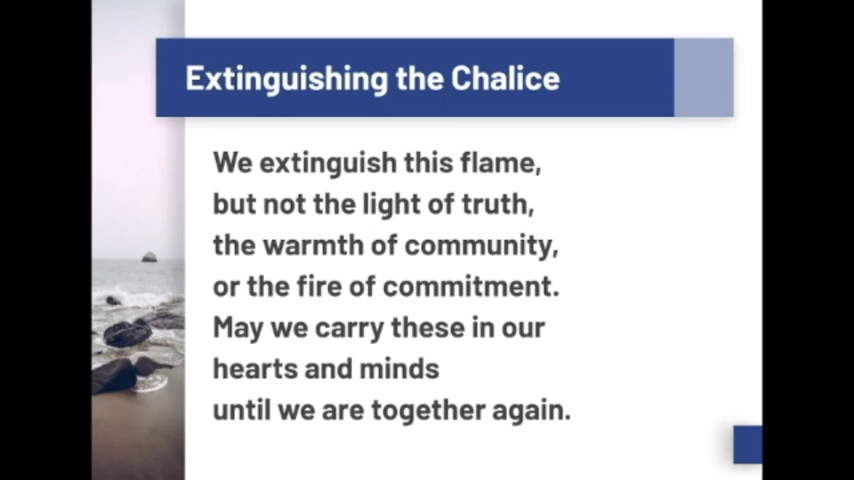 Extinguishing the Chalice
We extinguish this flame,
but not the light of truth,
the warmth of community,
or the fire of commitment.
May we carry these in our
hearts and minds
until we are together again.